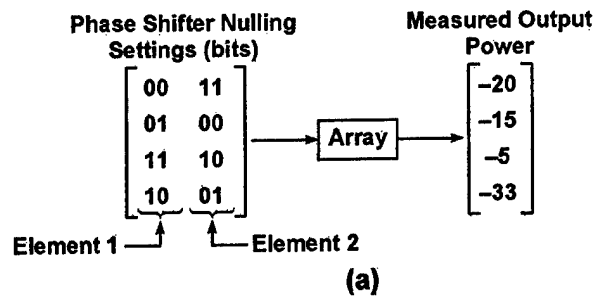 Phase Shifter Nulling
Settings (bits)
Measured Output
Power
00 11
01 00
11 10
10 01
Array
–20
–15
–5
–33
Element 1
Element 2
(a)